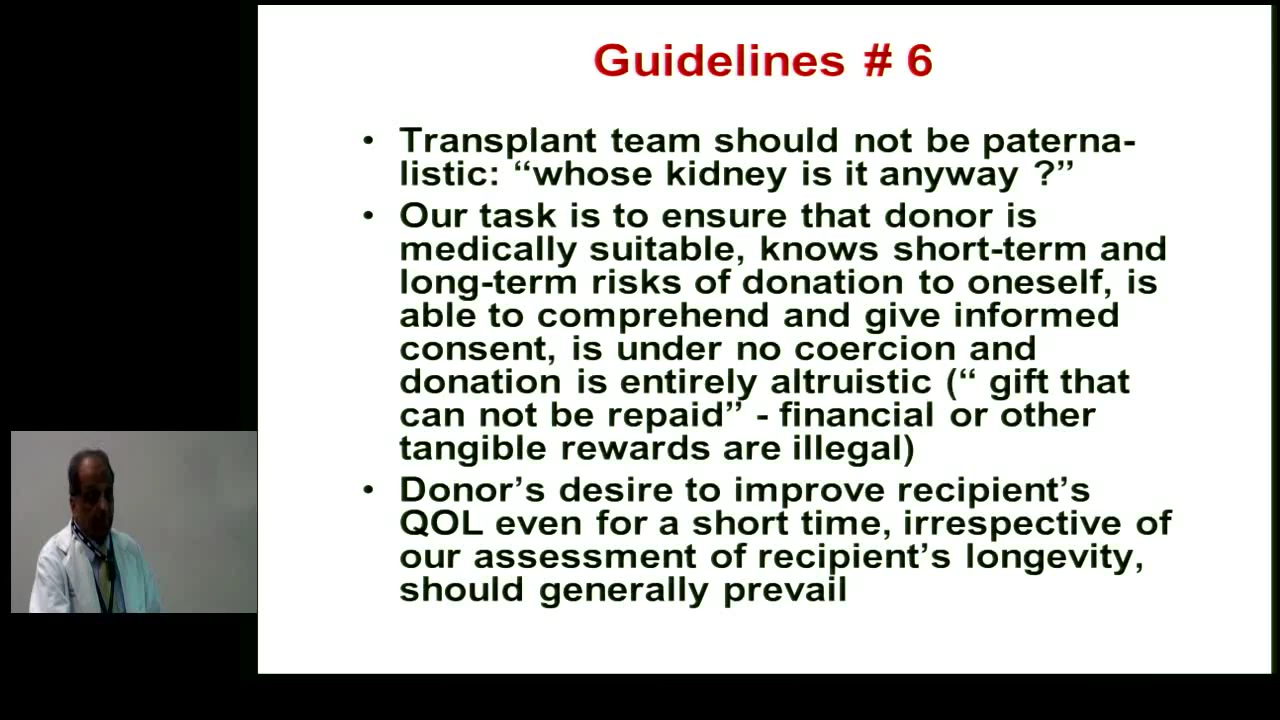 Guidelines # 6
• Transplant team should not be paterna-
listic: “whose kidney is it anyway ?”
• Our task is to ensure that donor is
medically suitable, knows short-term and
long-term risks of donation to oneself, is
able to comprehend and give informed
consent, is under no coercion and
donation is entirely altruistic (“ gift that
can not be repaid” - financial or other
tangible rewards are illegal)
• Donor’s desire to improve recipient’s
QOL even for a short time, irrespective of
our assessment of recipient’s longevity,
should generally prevail